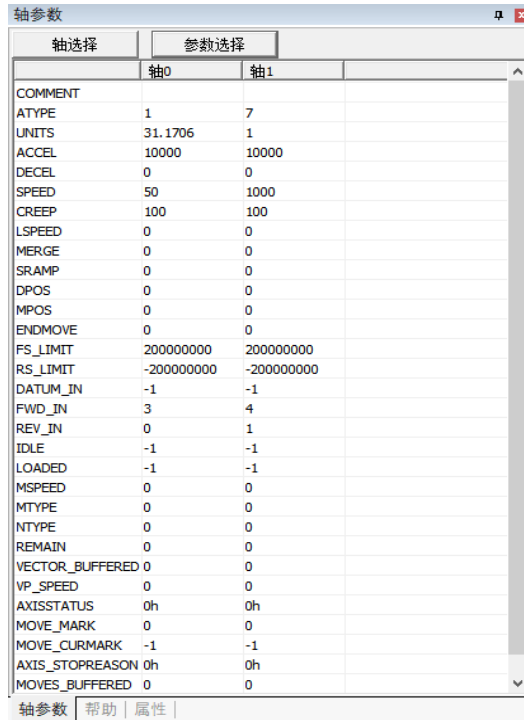 轴参数
轴选择 参数选择
轴0 轴1
COMMENT
ATYPE 1 7
UNITS 31.1706 1
ACCEL 10000 10000
DECEL 0 0
SPEED 50 1000
CREEP 100 100
LSPEED 0 0
MERGE 0 0
SRAMP 0 0
DPOS 0 0
MPOS 0 0
ENDMOVE 0 0
FS_LIMIT 200000000 200000000
RS_LIMIT -200000000 -200000000
DATUM_IN -1 -1
FWD_IN 3 4
REV_IN 0 1
IDLE -1 -1
LOADED -1 -1
MSPEED 0 0
MTYPE 0 0
NTYPE 0 0
REMAIN 0 0
VECTOR_BUFFERED 0 0
VP_SPEED 0 0
AXISSTATUS 0h 0h
MOVE_MARK 0 0
MOVE_CURMARK -1 -1
AXIS_STOPREASON 0h 0h
MOVES_BUFFERED 0 0
轴参数 帮助 属性